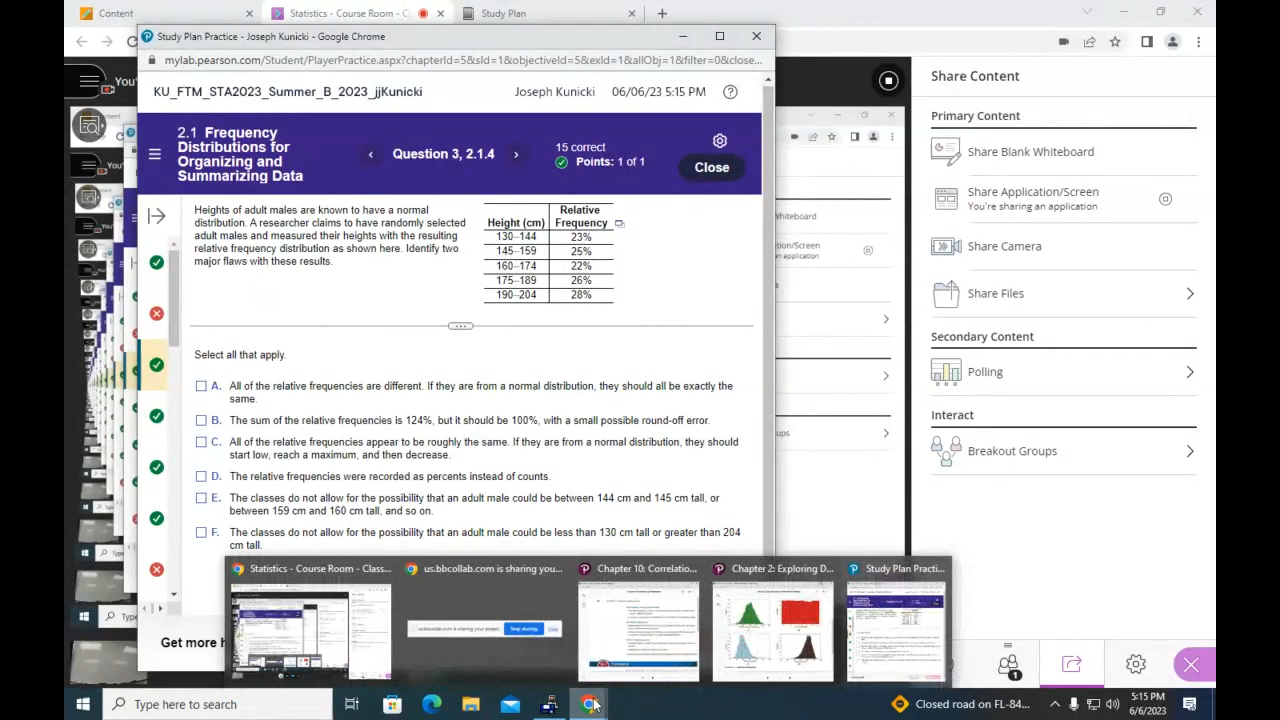 Content
Statistics - Course Room - C
Study Plan
Study Plan Practice - Joseph Kunicki - Google Chrome
mylab.pearson.com/Student/PlayerPractice.aspx?chapterId=5&sId=1&objectiveId=5&exId=1&allObj=1&filter=0&close...
KU_FTM_STA2023_Summer_B_2023_jjKunicki
Joseph Kunicki
06/06/23 5:15 PM
2.1 Frequency
Distributions for
Organizing and
Summarizing Data
Question 3, 2.1.4
15 correct
Points: 1 of 1
Close
Heights of adult males are known to have a normal
distribution. A researcher claims to have randomly selected
adult males and measured their heights with the resulting
relative frequency distribution as shown here. Identify two
major flaws with these results.
Relative
Height (cm) Frequency
130–144 23%
145–159 25%
160–174 22%
175–189 26%
190–204 28%
Select all that apply.
A. All of the relative frequencies are different. If they are from a normal distribution, they should all be exactly the
same.
B. The sum of the relative frequencies is 124%, but it should be 100%, with a small possible round-off error.
C. All of the relative frequencies appear to be roughly the same. If they are from a normal distribution, they should
start low, reach a maximum, and then decrease.
D. The relative frequencies were recorded as percents instead of counts.
E. The classes do not allow for the possibility that an adult male could be between 144 cm and 145 cm tall, or
between 159 cm and 160 cm tall, and so on.
F. The classes do not allow for the possibility that an adult male could be less than 130 cm tall or greater than 204
cm tall.
Get more h
You'
Share Content
Primary Content
Share Blank Whiteboard
Share Application/Screen
You're sharing an application
Share Camera
Share Files
Secondary Content
Polling
Interact
Breakout Groups
1
Whiteboard
on/Screen
an application
ups
Statistics - Course Room - Class...
us.bbcollab.com is sharing you...
Chapter 10: Correlatio...
Chapter 2: Exploring D...
Study Plan Practi...
Stop sharing
Type here to search
Closed road on FL-84...
5:15 PM
6/6/2023